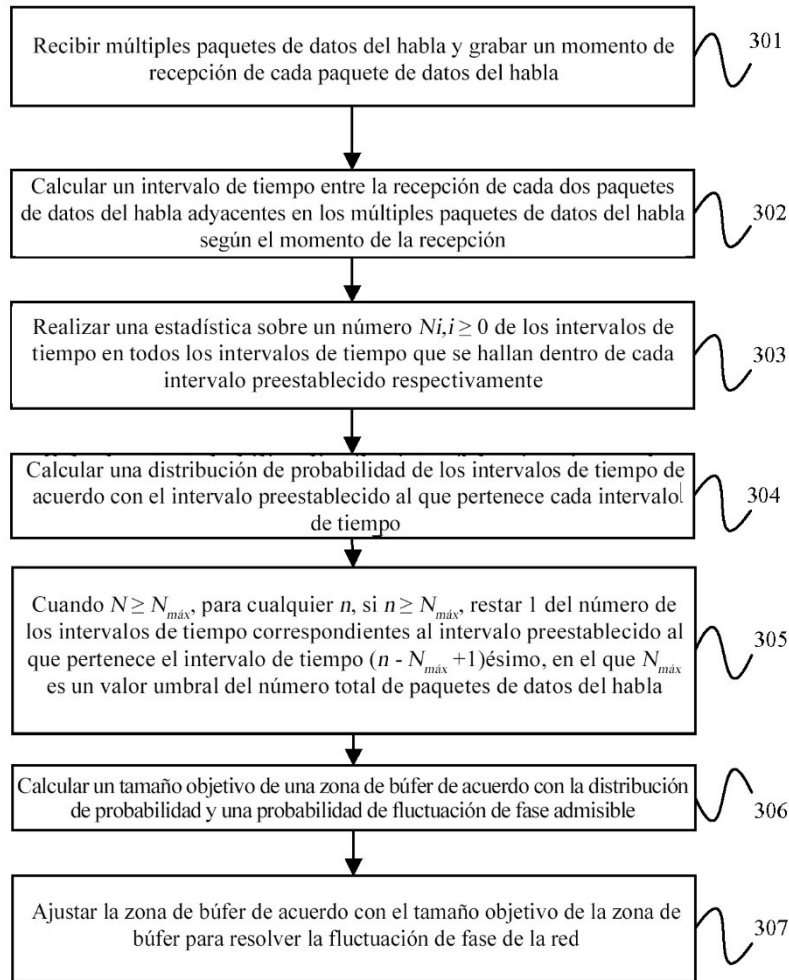 Recibir múltiples paquetes de datos del habla y grabar un momento de
recepción de cada paquete de datos del habla
301
Calcular un intervalo de tiempo entre la recepción de cada dos paquetes
de datos del habla adyacentes en los múltiples paquetes de datos del habla
según el momento de la recepción
302
Realizar una estadística sobre un número Ni,i ≥ 0 de los intervalos de
tiempo en todos los intervalos de tiempo que se hallan dentro de cada
intervalo preestablecido respectivamente
303
Calcular una distribución de probabilidad de los intervalos de tiempo de
acuerdo con el intervalo preestablecido al que pertenece cada intervalo
de tiempo
304
Cuando N ≥ Nmáx, para cualquier n, si n ≥ Nmáx, restar 1 del número de
los intervalos de tiempo correspondientes al intervalo preestablecido al
que pertenece el intervalo de tiempo (n - Nmáx +1)ésimo, en el que Nmáx
es un valor umbral del número total de paquetes de datos del habla
305
Calcular un tamaño objetivo de una zona de búfer de acuerdo con la distribución
de probabilidad y una probabilidad de fluctuación de fase admisible
306
Ajustar la zona de búfer de acuerdo con el tamaño objetivo de la zona de
búfer para resolver la fluctuación de fase de la red
307